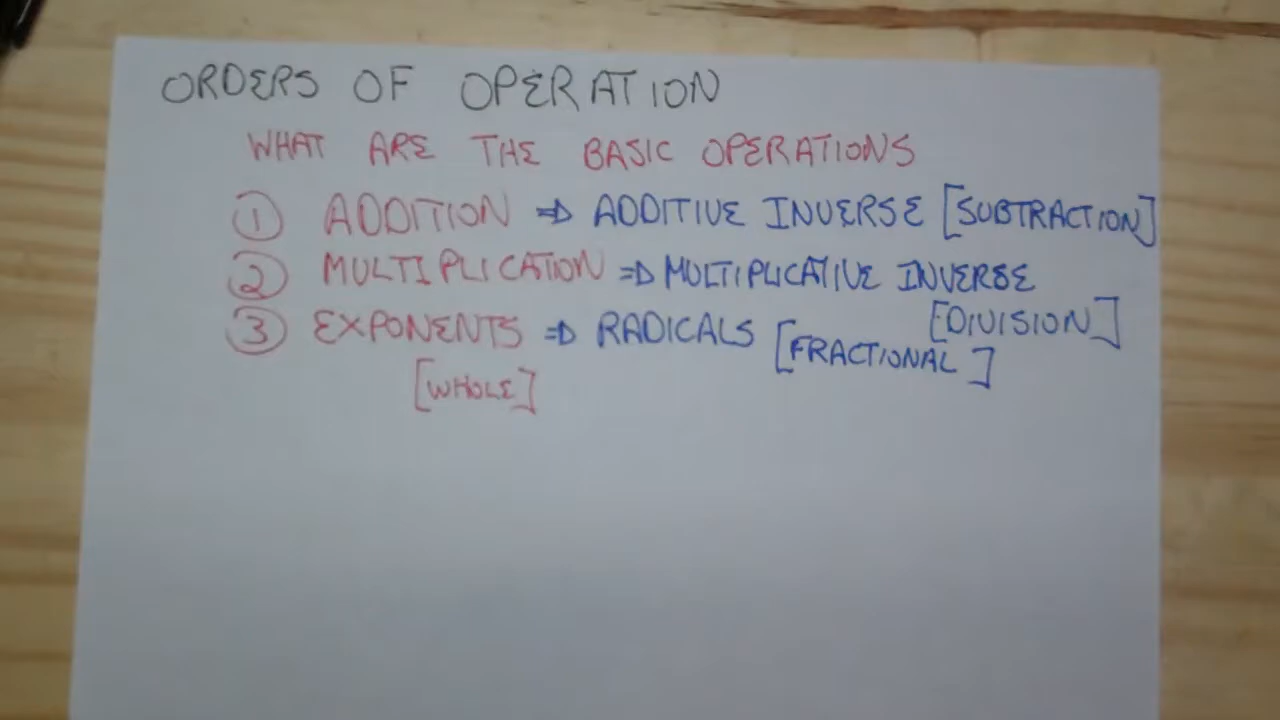 ORDERS OF OPERATION
WHAT ARE THE BASIC OPERATIONS
① ADDITION ⇒ ADDITIVE INVERSE [SUBTRACTION]
② MULTIPLICATION ⇒ MULTIPLICATIVE INVERSE
[DIVISION]
③ EXPONENTS ⇒ RADICALS [FRACTIONAL]
[WHOLE]